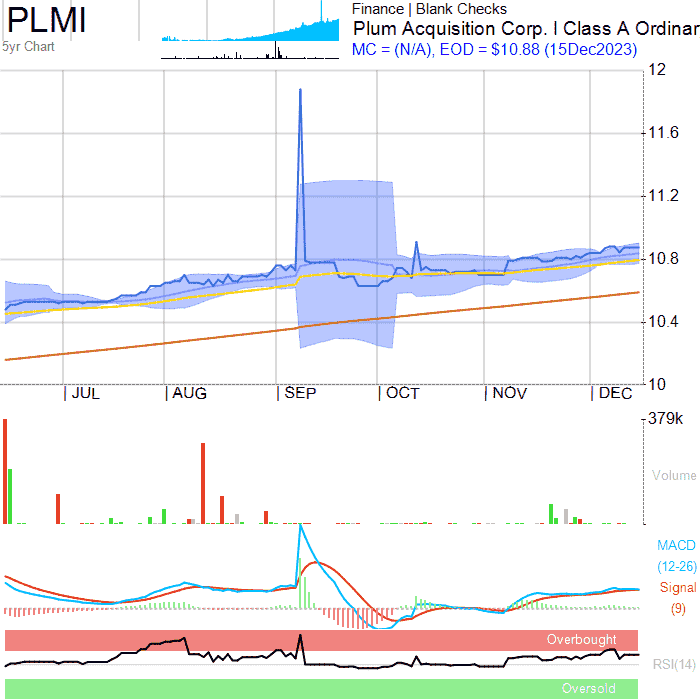 PLMI
5yr Chart
Finance | Blank Checks
Plum Acquisition Corp. I Class A Ordinar
MC = (N/A), EOD = $10.88 (15Dec2023)
12
11.6
11.2
10.8
10.4
10
JUL AUG SEP OCT NOV DEC
379k
Volume
MACD
(12-26)
Signal
(9)
Overbought
RSI(14)
Oversold